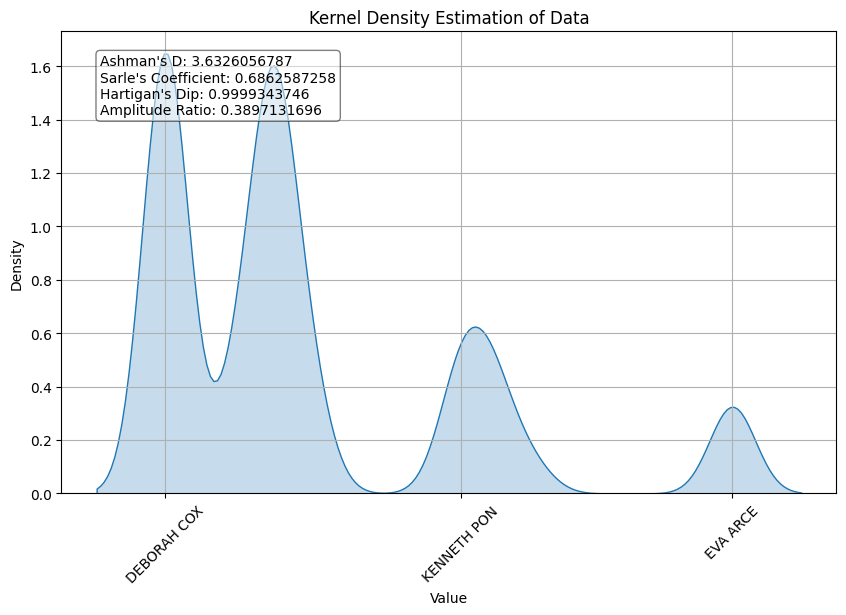 Kernel Density Estimation of Data
Ashman's D: 3.6326056787
Sarle's Coefficient: 0.6862587258
Hartigan's Dip: 0.9999343746
Amplitude Ratio: 0.3897131696
1.6
1.4
1.2
1.0
0.8
0.6
0.4
0.2
0.0
Density
DEBORAH COX
KENNETH PON
EVA ARCE
Value